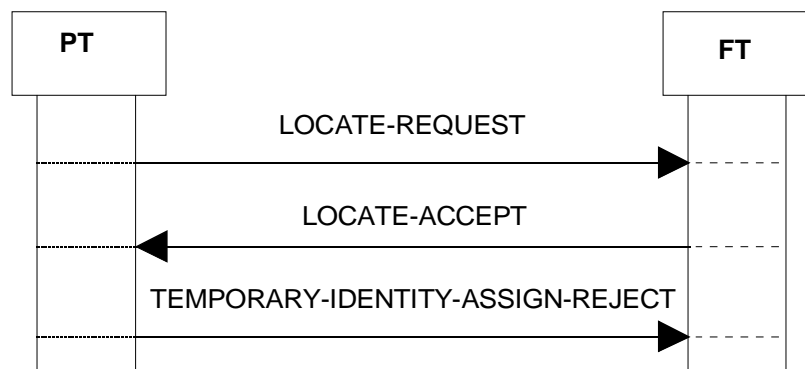 PT
FT
LOCATE-REQUEST
LOCATE-ACCEPT
TEMPORARY-IDENTITY-ASSIGN-REJECT